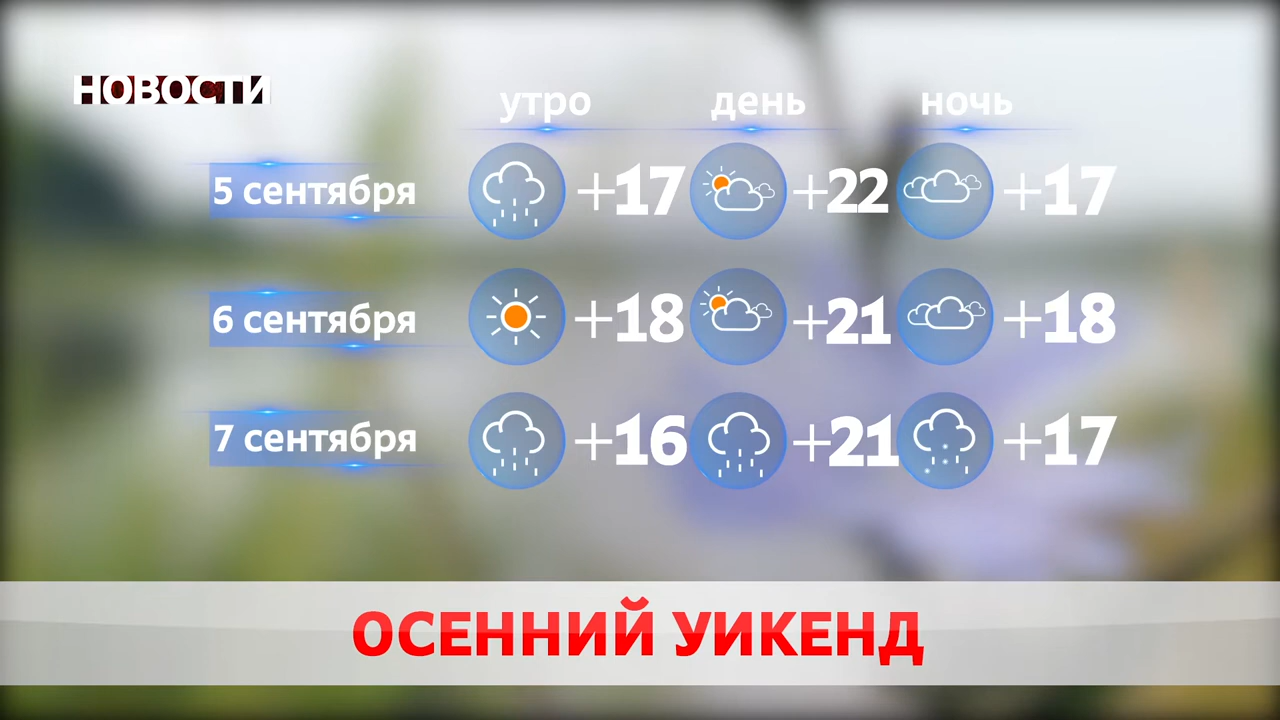 НОВОСТИ
утро день ночь
5 сентября +17 +22 +17
6 сентября +18 +21 +18
7 сентября +16 +21 +17
ОСЕННИЙ УИКЕНД